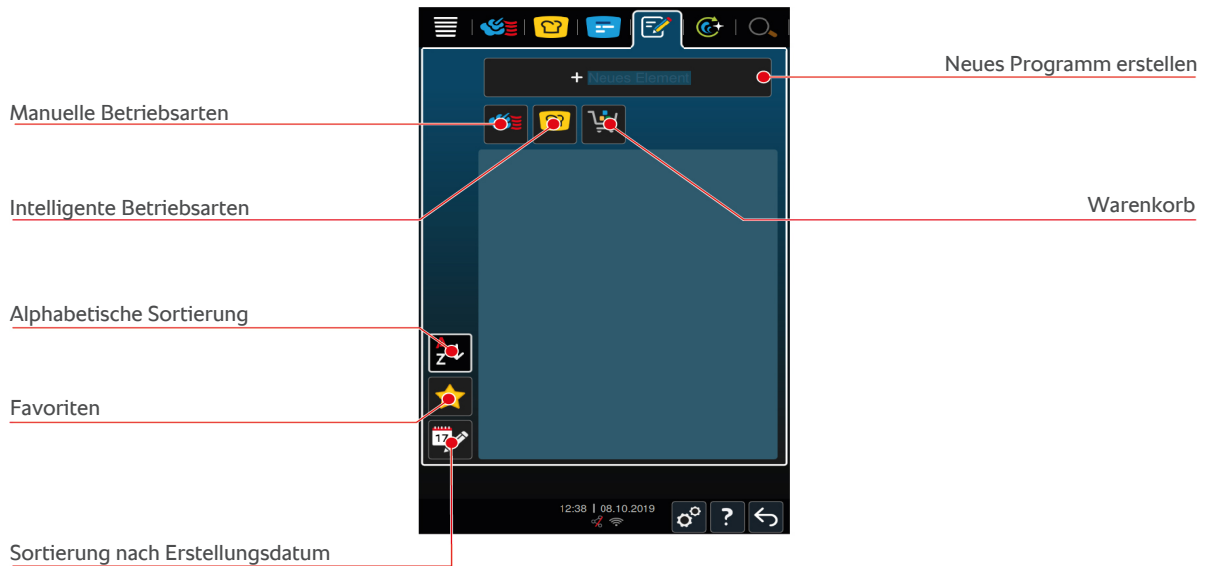 Neues Programm erstellen
+ Neues Element
Manuelle Betriebsarten
Intelligente Betriebsarten
Warenkorb
Alphabetische Sortierung
A
Z
Favoriten
17
12:38 | 08.10.2019
?
Sortierung nach Erstellungsdatum